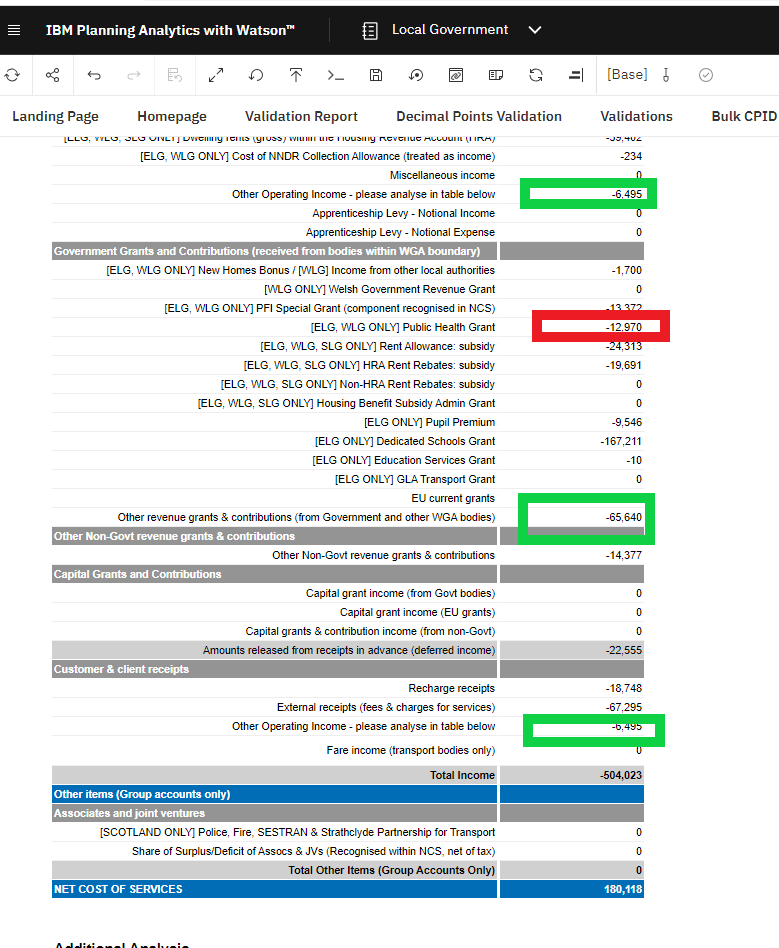 IBM Planning Analytics with Watson™ Local Government
[Base]
Landing Page Homepage Validation Report Decimal Points Validation Validations Bulk CPID
[ELG, WLG, SLG ONLY] Dwelling rents (gross) within the Housing Revenue Account (HRA) -59,402
[ELG, WLG ONLY] Cost of NNDR Collection Allowance (treated as income) -234
Miscellaneous income 0
Other Operating Income - please analyse in table below -6,495
Apprenticeship Levy - Notional Income 0
Apprenticeship Levy - Notional Expense 0
Government Grants and Contributions (received from bodies within WGA boundary)
[ELG, WLG ONLY] New Homes Bonus / [WLG] Income from other local authorities -1,700
[WLG ONLY] Welsh Government Revenue Grant 0
[ELG, WLG ONLY] PFI Special Grant (component recognised in NCS) -13,372
[ELG, WLG ONLY] Public Health Grant -12,970
[ELG, WLG, SLG ONLY] Rent Allowance: subsidy -24,313
[ELG, WLG, SLG ONLY] HRA Rent Rebates: subsidy -19,691
[ELG, WLG, SLG ONLY] Non-HRA Rent Rebates: subsidy 0
[ELG, WLG, SLG ONLY] Housing Benefit Subsidy Admin Grant 0
[ELG ONLY] Pupil Premium -9,546
[ELG ONLY] Dedicated Schools Grant -167,211
[ELG ONLY] Education Services Grant -10
[ELG ONLY] GLA Transport Grant 0
EU current grants
Other revenue grants & contributions (from Government and other WGA bodies) -65,640
Other Non-Govt revenue grants & contributions
Other Non-Govt revenue grants & contributions -14,377
Capital Grants and Contributions
Capital grant income (from Govt bodies) 0
Capital grant income (EU grants) 0
Capital grants & contribution income (from non-Govt) 0
Amounts released from receipts in advance (deferred income) -22,555
Customer & client receipts
Recharge receipts -18,748
External receipts (fees & charges for services) -67,295
Other Operating Income - please analyse in table below -6,495
Fare income (transport bodies only) 0
Total Income -504,023
Other items (Group accounts only)
Associates and joint ventures
[SCOTLAND ONLY] Police, Fire, SESTRAN & Strathclyde Partnership for Transport 0
Share of Surplus/Deficit of Assocs & JVs (Recognised within NCS, net of tax) 0
Total Other Items (Group Accounts Only) 0
NET COST OF SERVICES 180,118
Additional Analysis